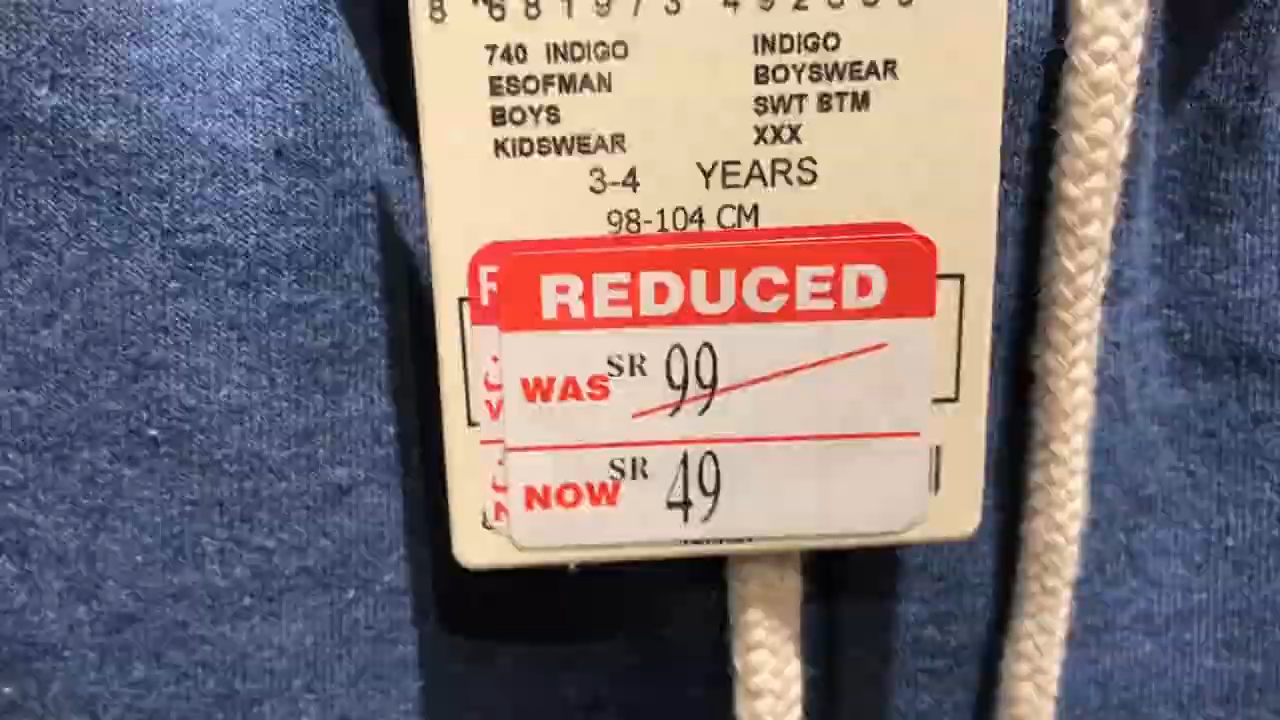 740 INDIGO INDIGO
ESOFMAN BOYSWEAR
BOYS SWT BTM
KIDSWEAR XXX
3-4 YEARS
98-104 CM
REDUCED
WAS SR 99
NOW SR 49